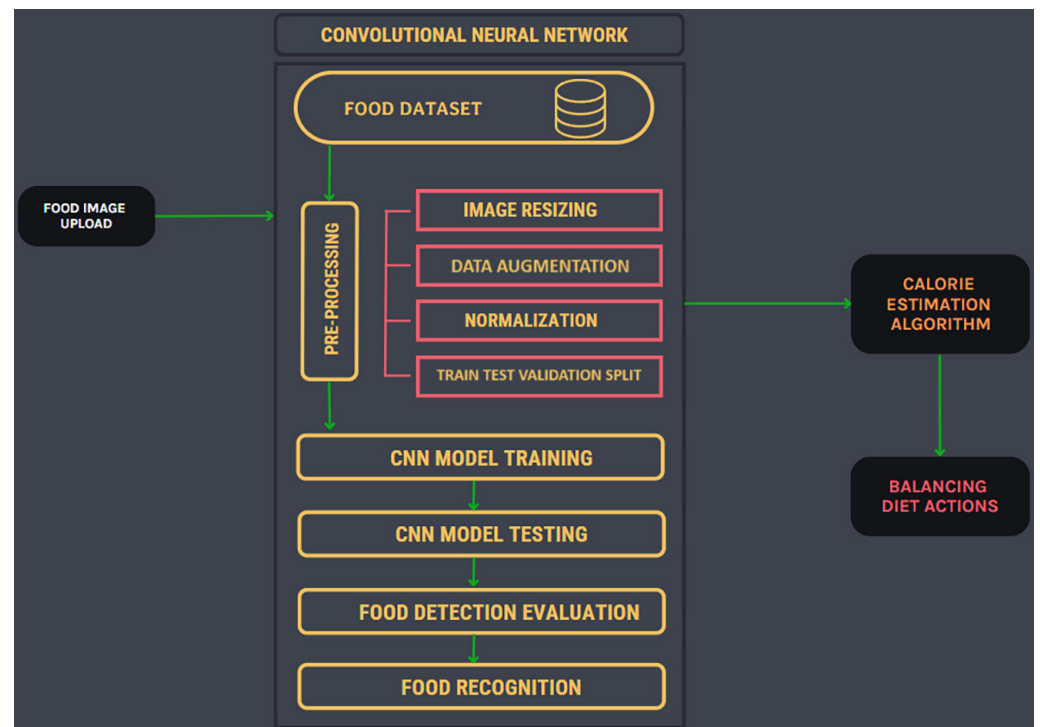 CONVOLUTIONAL NEURAL NETWORK
FOOD DATASET
FOOD IMAGE
UPLOAD
PRE-PROCESSING
IMAGE RESIZING
DATA AUGMENTATION
NORMALIZATION
TRAIN TEST VALIDATION SPLIT
CNN MODEL TRAINING
CNN MODEL TESTING
FOOD DETECTION EVALUATION
FOOD RECOGNITION
CALORIE
ESTIMATION
ALGORITHM
BALANCING
DIET ACTIONS